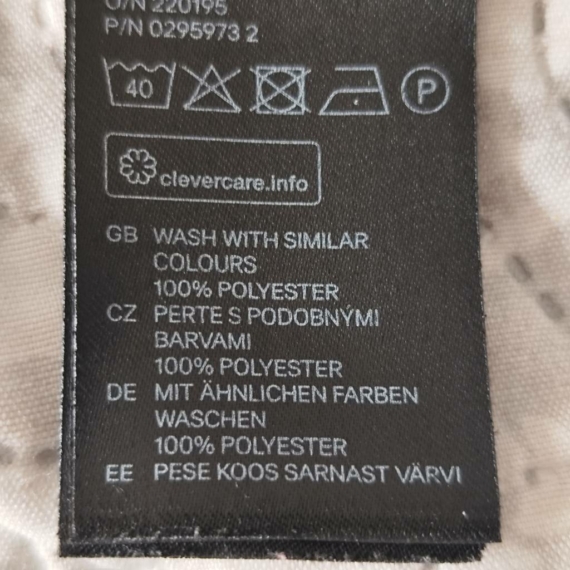 O/N 220195
P/N 0295973 2
40 P
clevercare.info
GB WASH WITH SIMILAR
COLOURS
100% POLYESTER
CZ PERTE S PODOBNÝMI
BARVAMI
100% POLYESTER
DE MIT ÄHNLICHEN FARBEN
WASCHEN
100% POLYESTER
EE PESE KOOS SARNAST VÄRVI